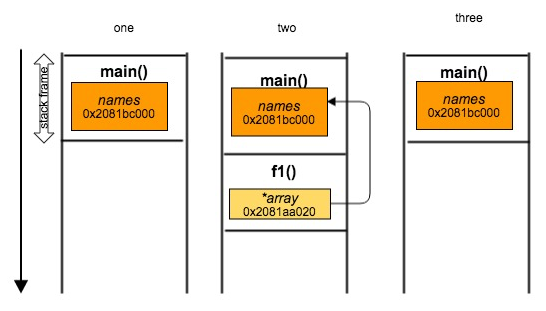 one
two
three
stack frame
main()
names
0x2081bc000
main()
names
0x2081bc000
f1()
*array
0x2081aa020
main()
names
0x2081bc000